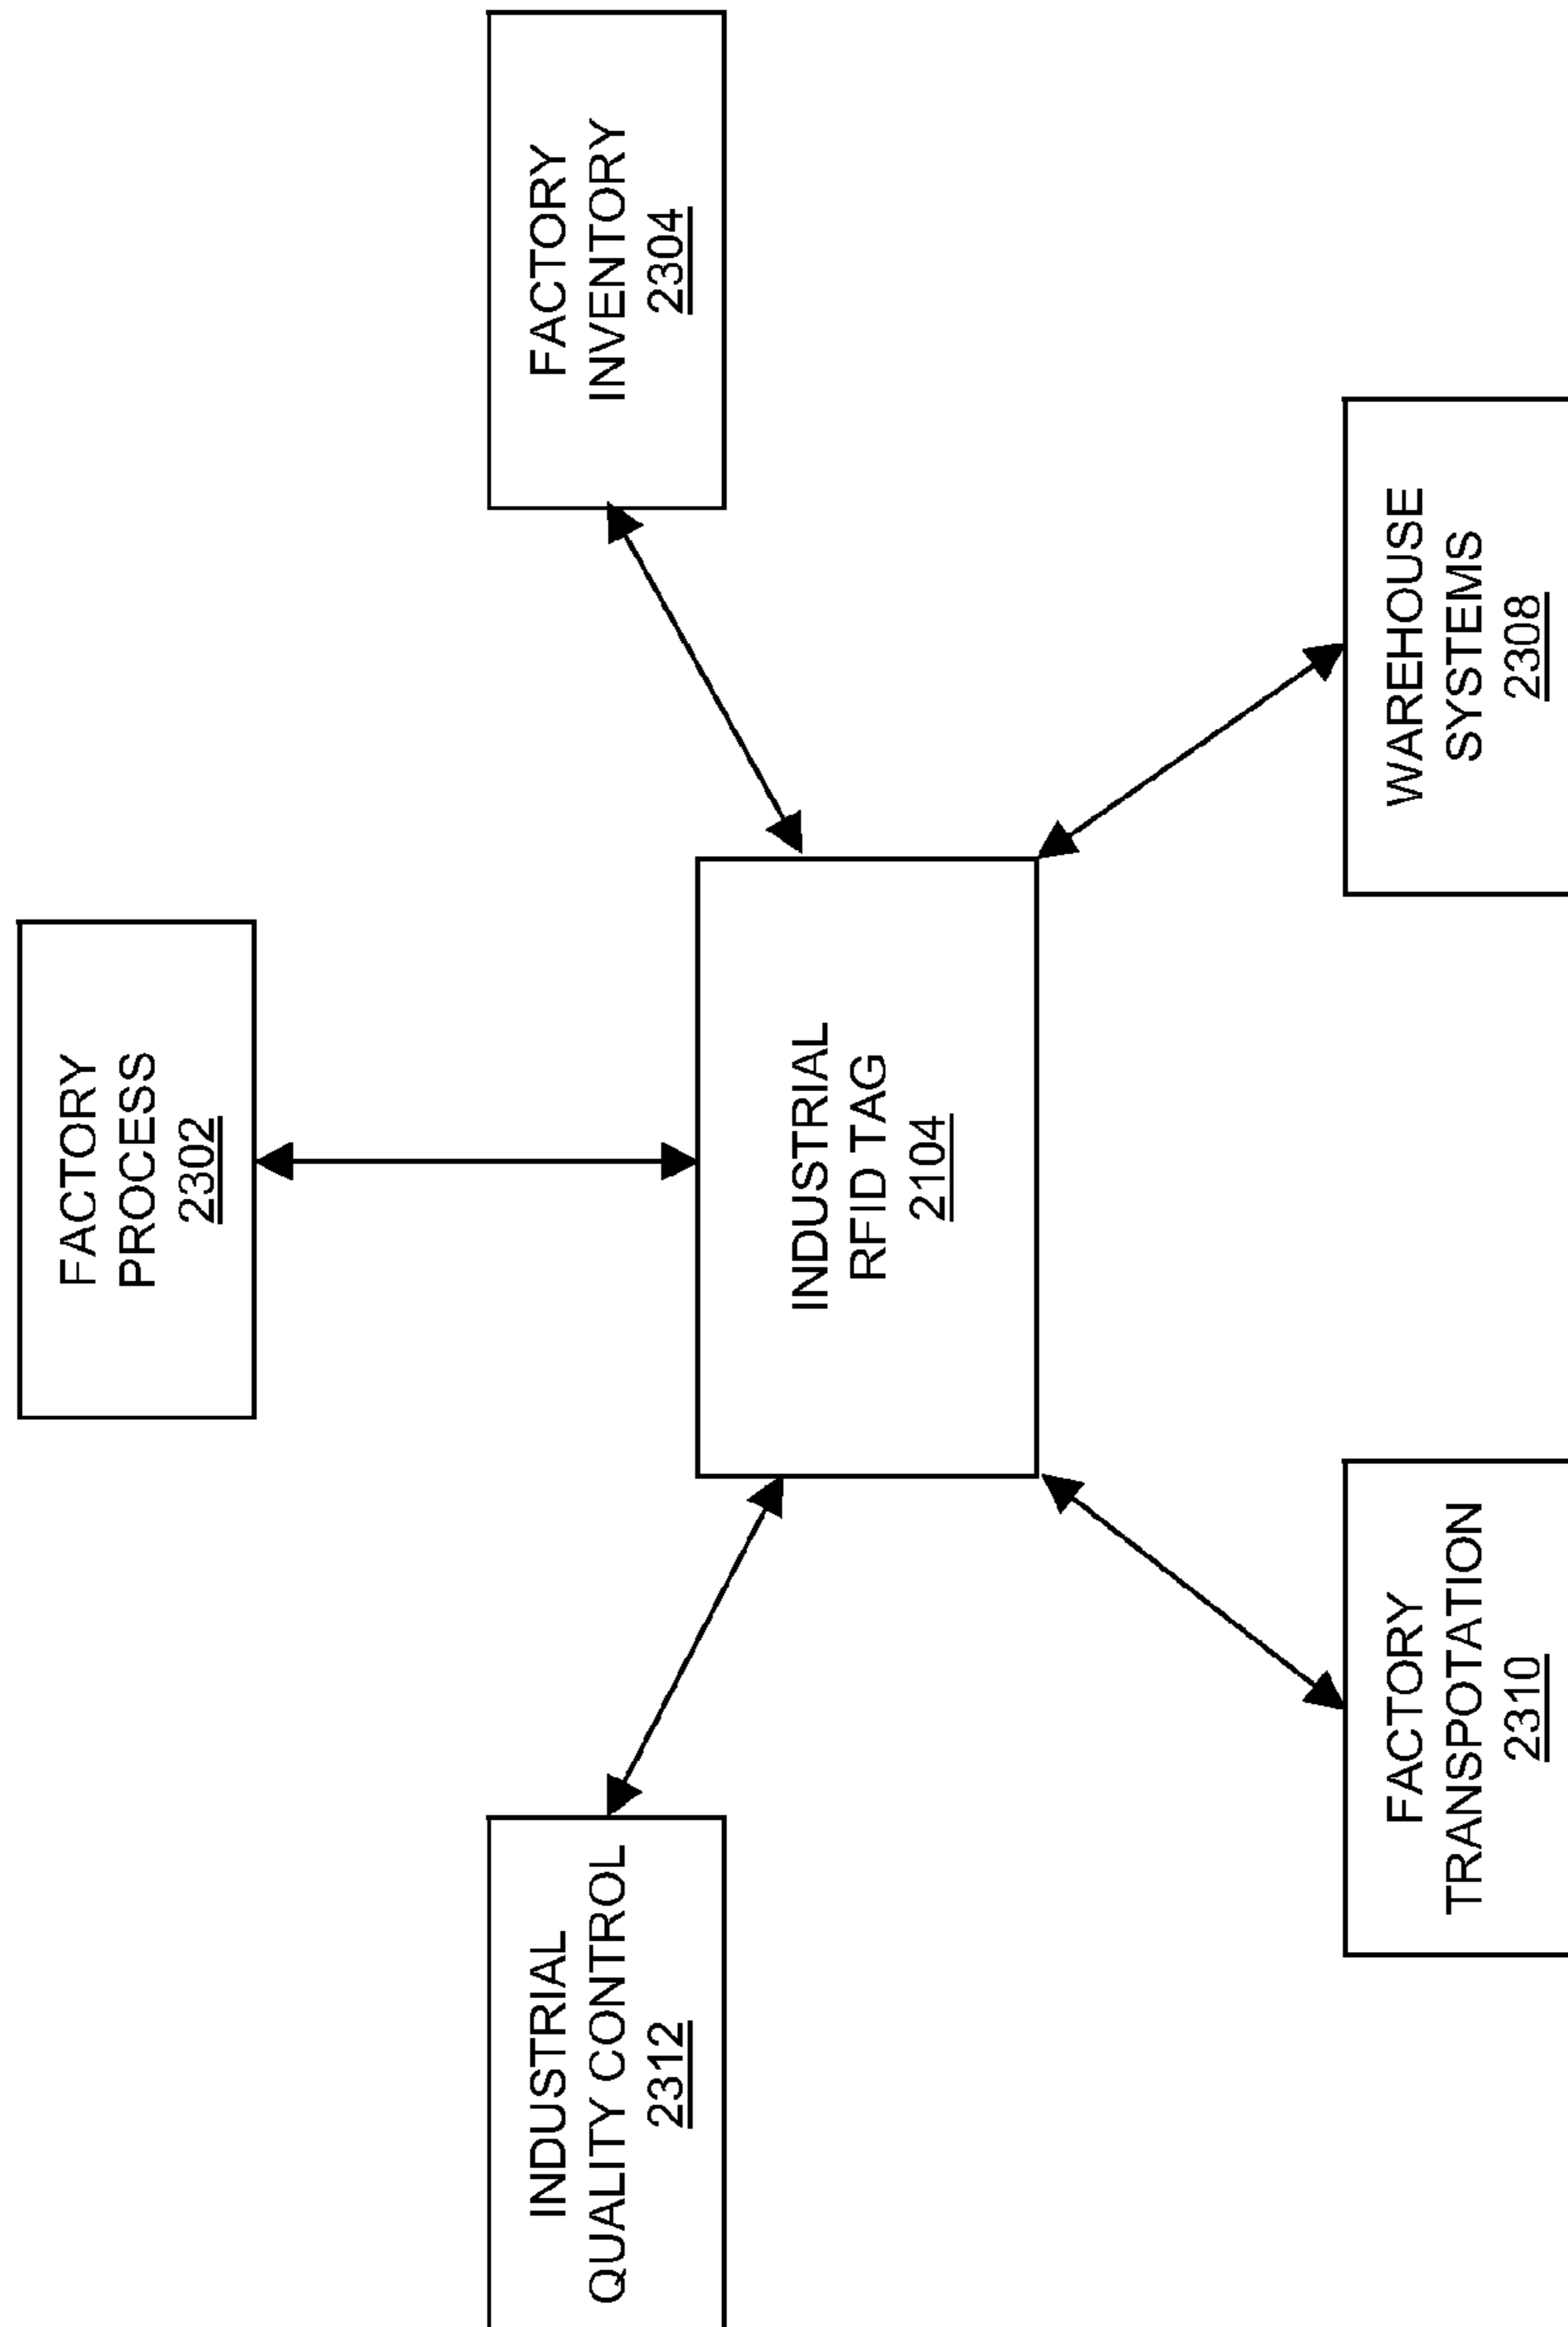 FACTORY
PROCESS
2302
INDUSTRIAL
QUALITY CONTROL
2312
FACTORY
INVENTORY
2304
INDUSTRIAL
RFID TAG
2104
FACTORY
TRANSPOTATION
2310
WAREHOUSE
SYSTEMS
2308